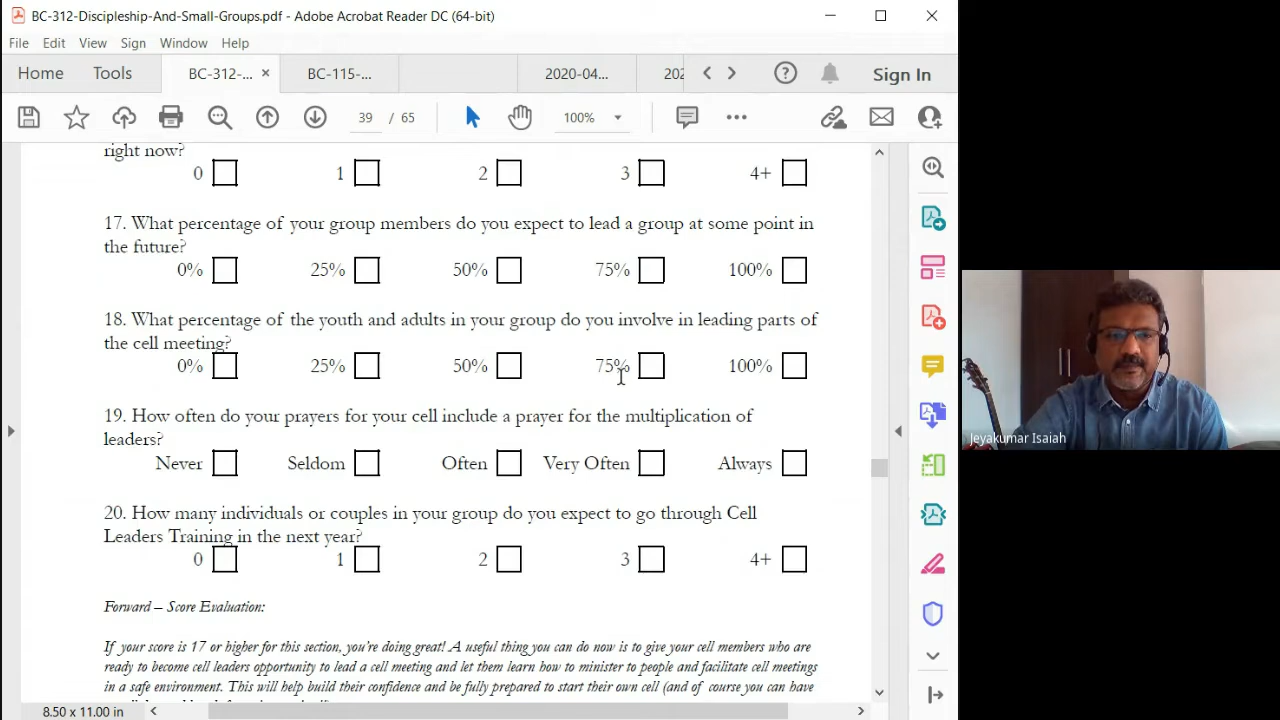 BC-312-Discipleship-And-Small-Groups.pdf - Adobe Acrobat Reader DC (64-bit)
File Edit View Sign Window Help
Home Tools BC-312-... × BC-115-... 2020-04... 202 Sign In
39 / 65 100%
right now?
0 1 2 3 4+
17. What percentage of your group members do you expect to lead a group at some point in
the future?
0% 25% 50% 75% 100%
18. What percentage of the youth and adults in your group do you involve in leading parts of
the cell meeting?
0% 25% 50% 75% 100%
19. How often do your prayers for your cell include a prayer for the multiplication of
leaders?
Never Seldom Often Very Often Always
20. How many individuals or couples in your group do you expect to go through Cell
Leaders Training in the next year?
0 1 2 3 4+
Forward – Score Evaluation:
If your score is 17 or higher for this section, you're doing great! A useful thing you can do now is to give your cell members who are
ready to become cell leaders opportunity to lead a cell meeting and let them learn how to minister to people and facilitate cell meetings
in a safe environment. This will help build their confidence and be fully prepared to start their own cell (and of course you can have
8.50 x 11.00 in
Jeyakumar Isaiah